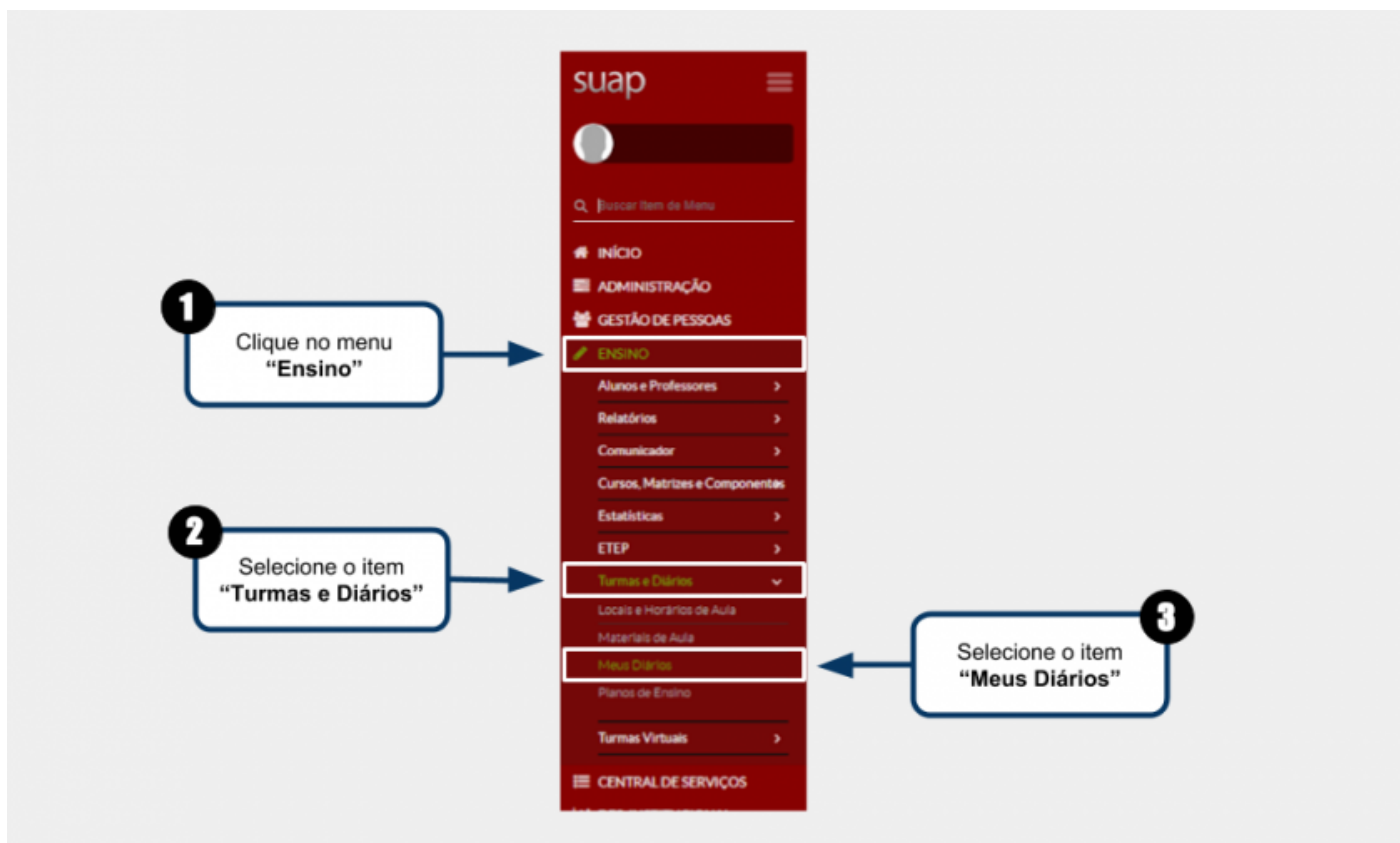 suap
Buscar Item de Menu
INÍCIO
ADMINISTRAÇÃO
GESTÃO DE PESSOAS
1
Clique no menu
“Ensino”
ENSINO
Alunos e Professores
Relatórios
Comunicador
Cursos, Matrizes e Componentes
Estatísticas
ETEP
2
Selecione o item
“Turmas e Diários”
Turmas e Diários
Locais e Horários de Aula
Materiais de Aula
Meus Diários
3
Selecione o item
“Meus Diários”
Planos de Ensino
Turmas Virtuais
CENTRAL DE SERVIÇOS